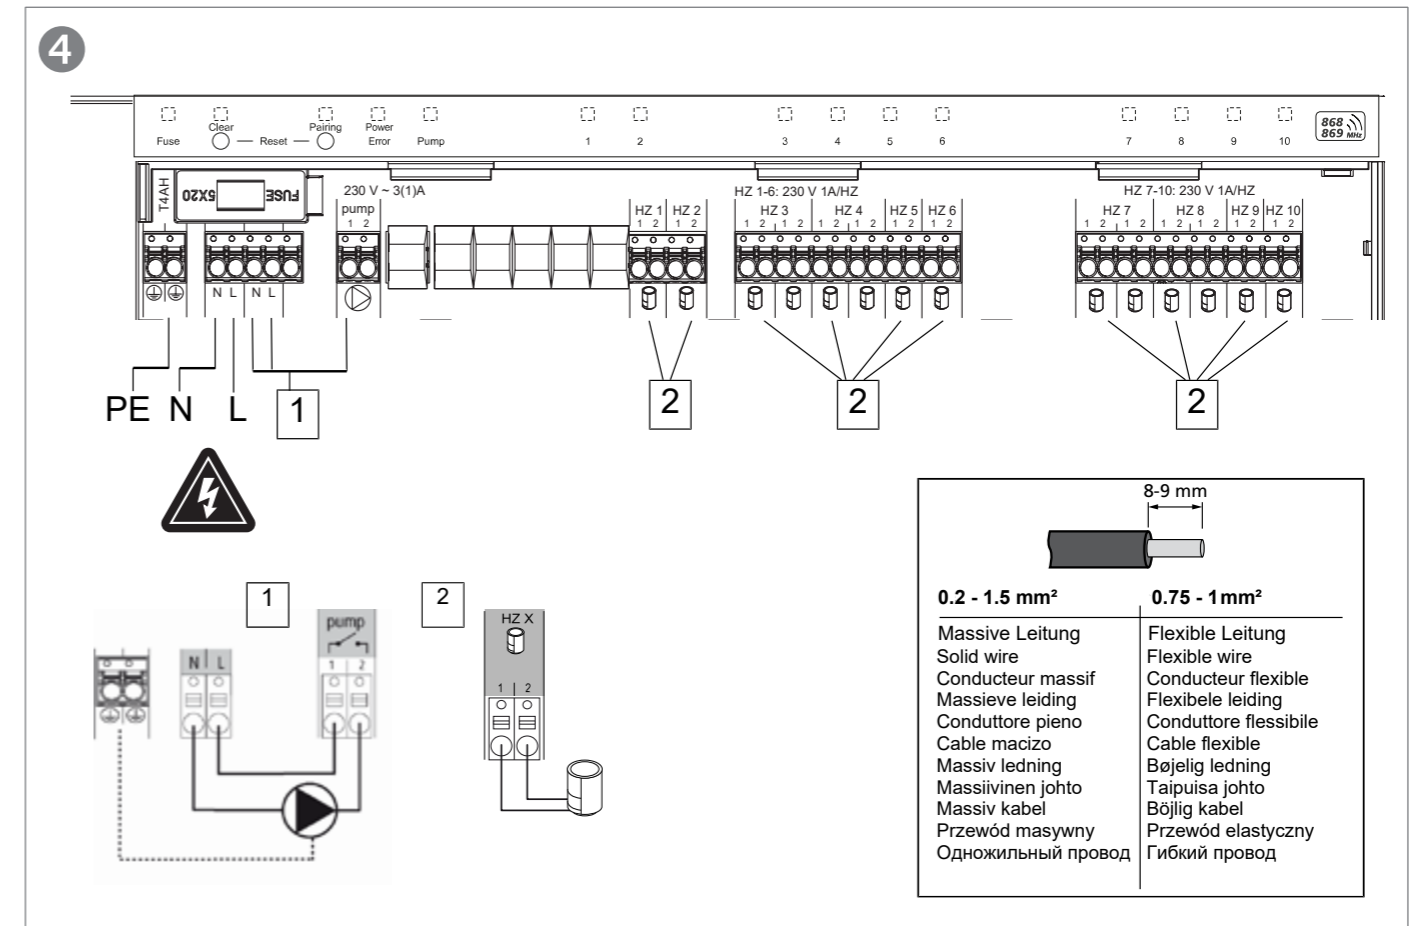 4
Fuse Clear Reset Pairing Power Error Pump 1 2 3 4 5 6 7 8 9 10
868
869 MHz
T4AH
FUSE
5X20
230 V ~ 3(1)A
pump
1 2
HZ 1 HZ 2
1 2 1 2
HZ 1-6: 230 V 1A/HZ
HZ 3 HZ 4 HZ 5 HZ 6
1 2 1 2 1 2 1 2 1 2 1 2
HZ 7-10: 230 V 1A/HZ
HZ 7 HZ 8 HZ 9 HZ 10
1 2 1 2 1 2 1 2 1 2 1 2
N L N L
PE N L 1 2 2 2
1
pump
N L
1 2
2
HZ X
1 2
8-9 mm
0.2 - 1.5 mm² 0.75 - 1mm²
Massive Leitung Flexible Leitung
Solid wire Flexible wire
Conducteur massif Conducteur flexible
Massieve leiding Flexibele leiding
Conduttore pieno Conduttore flessibile
Cable macizo Cable flexible
Massiv ledning Bøjelig ledning
Massiivinen johto Taipuisa johto
Massiv kabel Böjlig kabel
Przewód masywny Przewód elastyczny
Одножильный провод Гибкий провод